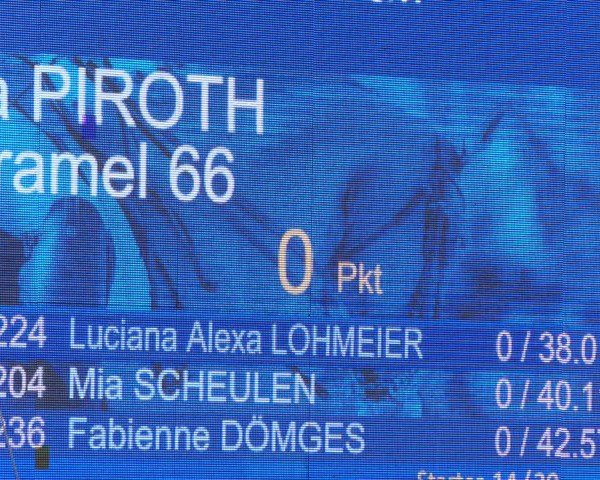 a PIROTH
ramel 66
0 Pkt
224 Luciana Alexa LOHMEIER 0 / 38.0
204 Mia SCHEULEN 0 / 40.1
236 Fabienne DÖMGES 0 / 42.57